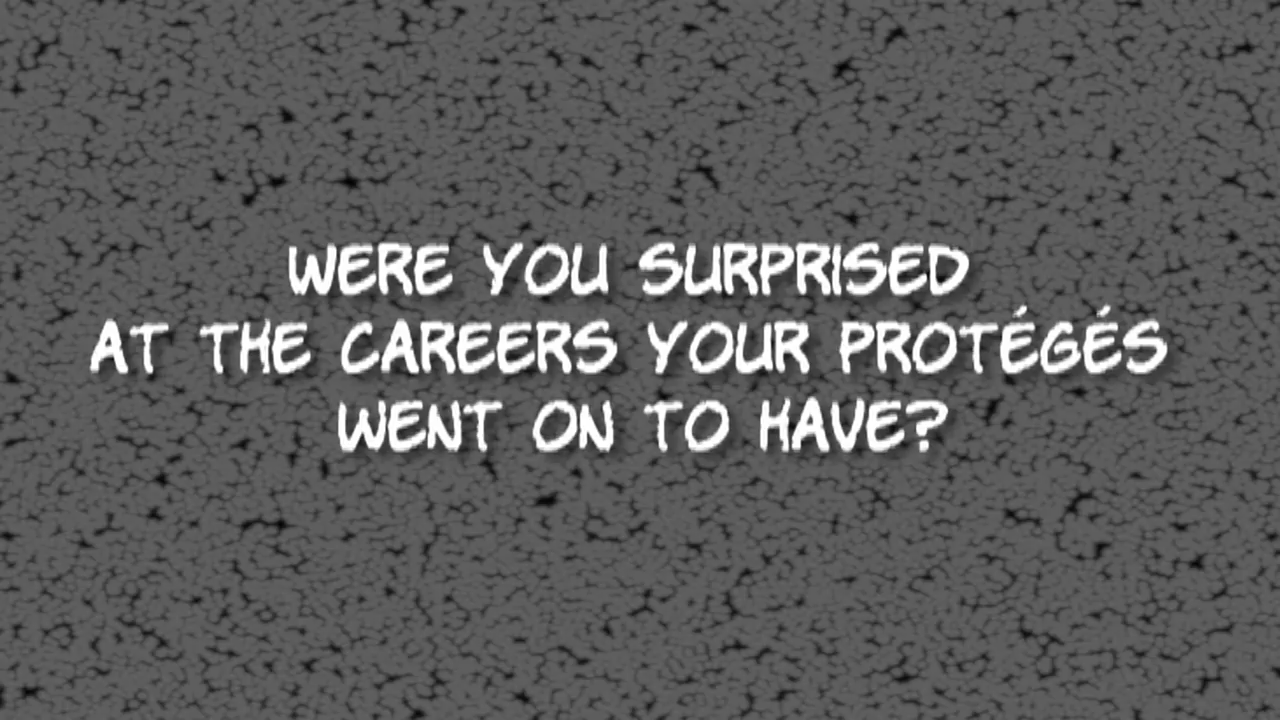 WERE YOU SURPRISED
AT THE CAREERS YOUR PROTÉGÉS
WENT ON TO HAVE?